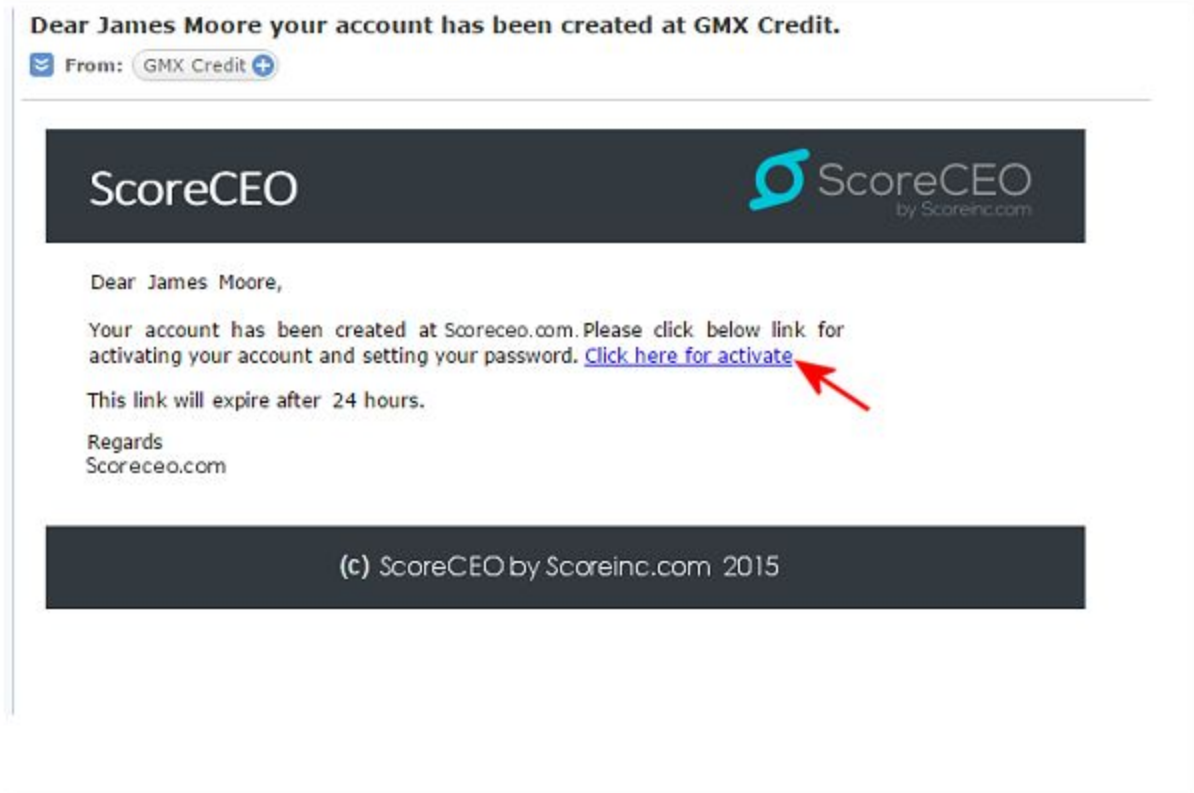 Dear James Moore your account has been created at GMX Credit.
From: GMX Credit
ScoreCEO
ScoreCEO
by Scoreinc.com
Dear James Moore,
Your account has been created at Scoreceo.com. Please click below link for
activating your account and setting your password. Click here for activate
This link will expire after 24 hours.
Regards
Scoreceo.com
(c) ScoreCEO by Scoreinc.com 2015